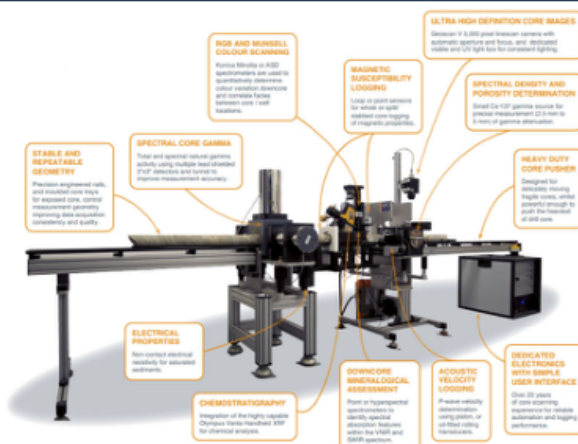 ULTRA HIGH DEFINITION CORE IMAGES
Geoscan V 5,000 pixel linescan camera with
automatic aperture and focus, and dedicated
visible and UV light box for consistent lighting.
RGB AND MUNSELL
COLOUR SCANNING
Konica Minolta or ASD
spectrometers are used to
quantitatively determine
colour variation downcore
and correlate facies
between core / well
locations.
MAGNETIC
SUSCEPTIBILITY
LOGGING
Loop or point sensors
for whole or split/
slabbed core logging
of magnetic properties.
SPECTRAL DENSITY AND
POROSITY DETERMINATION
Small Cs-137 gamma source for
precise measurement (2.5 mm to
5 mm) of gamma attenuation.
STABLE AND
REPEATABLE
GEOMETRY
Precision engineered rails,
and moulded core trays
for exposed core, control
measurement geometry
improving data acquisition
consistency and quality.
SPECTRAL CORE GAMMA
Total and spectral natural gamma
activity using multiple lead shielded
3"x3" detectors and tunnel to
improve measurement accuracy.
HEAVY DUTY
CORE PUSHER
Designed for
delicately moving
fragile cores, whilst
powerful enough to
push the heaviest
of drill core.
ELECTRICAL
PROPERTIES
Non-contact electrical
resistivity for saturated
sediments.
CHEMOSTRATIGRAPHY
Integration of the highly capable
Olympus Vanta Handheld XRF
for chemical analysis.
DOWNCORE
MINERALOGICAL
ASSESSMENT
Point or hyperspectral
spectrometers to
identify spectral
absorption features
within the VNIR and
SWIR spectrum.
ACOUSTIC
VELOCITY
LOGGING
P-wave velocity
determination
using piston, or
oil-filled rolling
transducers.
DEDICATED
ELECTRONICS
WITH SIMPLE
USER INTERFACE
Over 25 years
of core scanning
experience for reliable
automation and logging
performance.